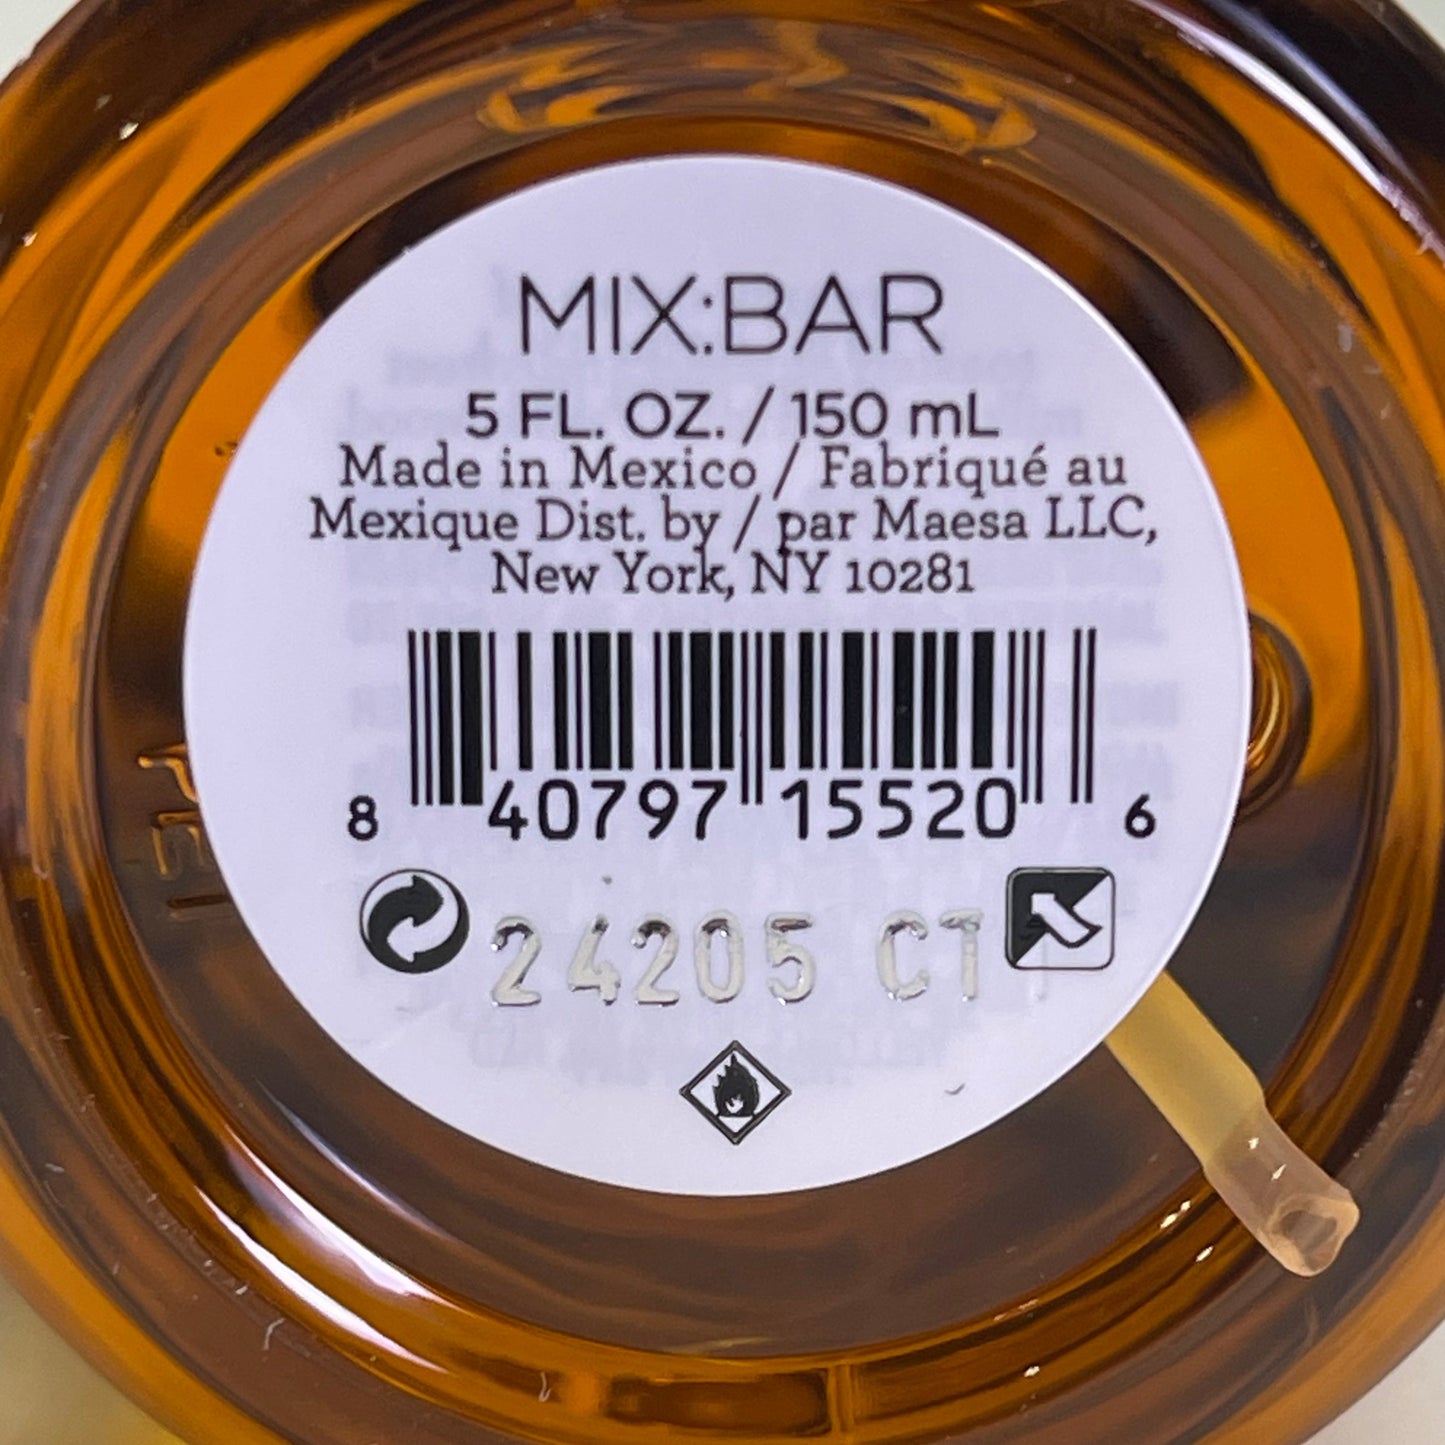 MIX:BAR
5 FL. OZ. / 150 mL
Made in Mexico / Fabriqué au
Mexique Dist. by / par Maesa LLC,
New York, NY 10281
8 40797 15520 6
24205 CT